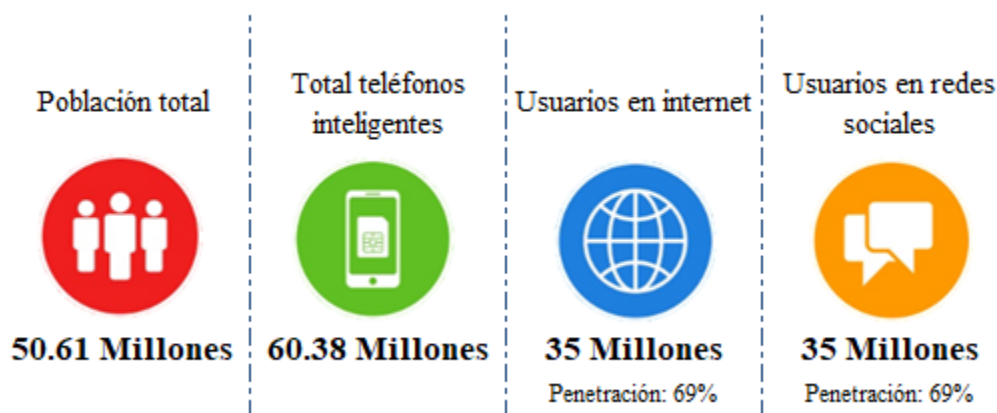 Población total
50.61 Millones
Total teléfonos
inteligentes
60.38 Millones
Usuarios en internet
35 Millones
Penetración: 69%
Usuarios en redes
sociales
35 Millones
Penetración: 69%